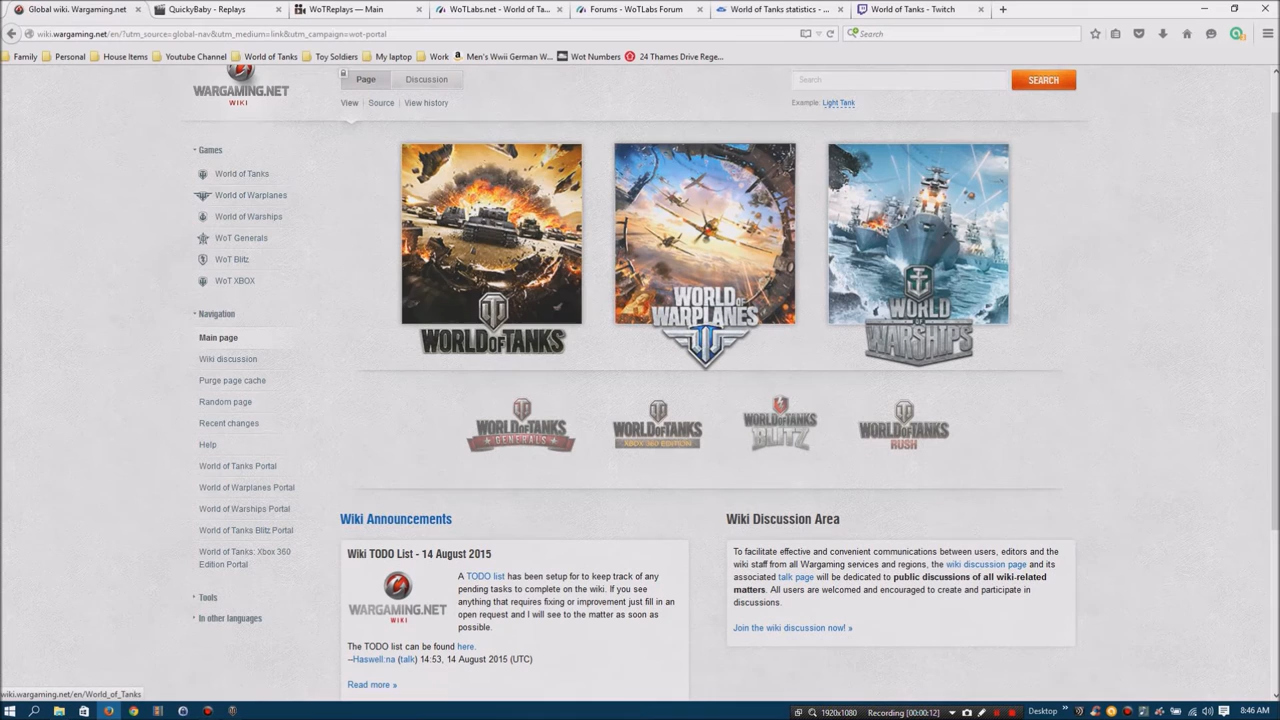 Global wiki. Wargaming.net
QuickyBaby - Replays
WoTReplays — Main
WoTLabs.net - World of Ta...
Forums - WoTLabs Forum
World of Tanks statistics - ...
World of Tanks - Twitch
wiki.wargaming.net/en/?utm_source=global-nav&utm_medium=link&utm_campaign=wot-portal
Search
Family
Personal
House Items
Youtube Channel
World of Tanks
Toy Soldiers
My laptop
Work
Men's Wwii German W...
Wot Numbers
24 Thames Drive Rege...
WARGAMING.NET
WIKI
Page
Discussion
Search
SEARCH
View
Source
View history
Example: Light Tank
Games
World of Tanks
World of Warplanes
World of Warships
WoT Generals
WoT Blitz
WoT XBOX
WORLD OF TANKS
WORLD OF WARPLANES
WORLD OF WARSHIPS
Navigation
Main page
Wiki discussion
Purge page cache
Random page
Recent changes
Help
World of Tanks Portal
World of Warplanes Portal
World of Warships Portal
World of Tanks Blitz Portal
World of Tanks: Xbox 360
Edition Portal
Tools
In other languages
WORLD OF TANKS
GENERALS
WORLD OF TANKS
XBOX 360 EDITION
WORLD OF TANKS
BLITZ
WORLD OF TANKS
RUSH
Wiki Announcements
Wiki TODO List - 14 August 2015
WARGAMING.NET
WIKI
A TODO list has been setup for to keep track of any
pending tasks to complete on the wiki. If you see
anything that requires fixing or improvement just fill in an
open request and I will see to the matter as soon as
possible.
The TODO list can be found here.
--Haswell:na (talk) 14:53, 14 August 2015 (UTC)
Read more »
Wiki Discussion Area
To facilitate effective and convenient communications between users, editors and the
wiki staff from all Wargaming services and regions, the wiki discussion page and its
associated talk page will be dedicated to public discussions of all wiki-related
matters. All users are welcomed and encouraged to create and participate in
discussions.
Join the wiki discussion now! »
wiki.wargaming.net/en/World_of_Tanks
1920x1080
Recording [00:00:12]
Desktop
8:46 AM